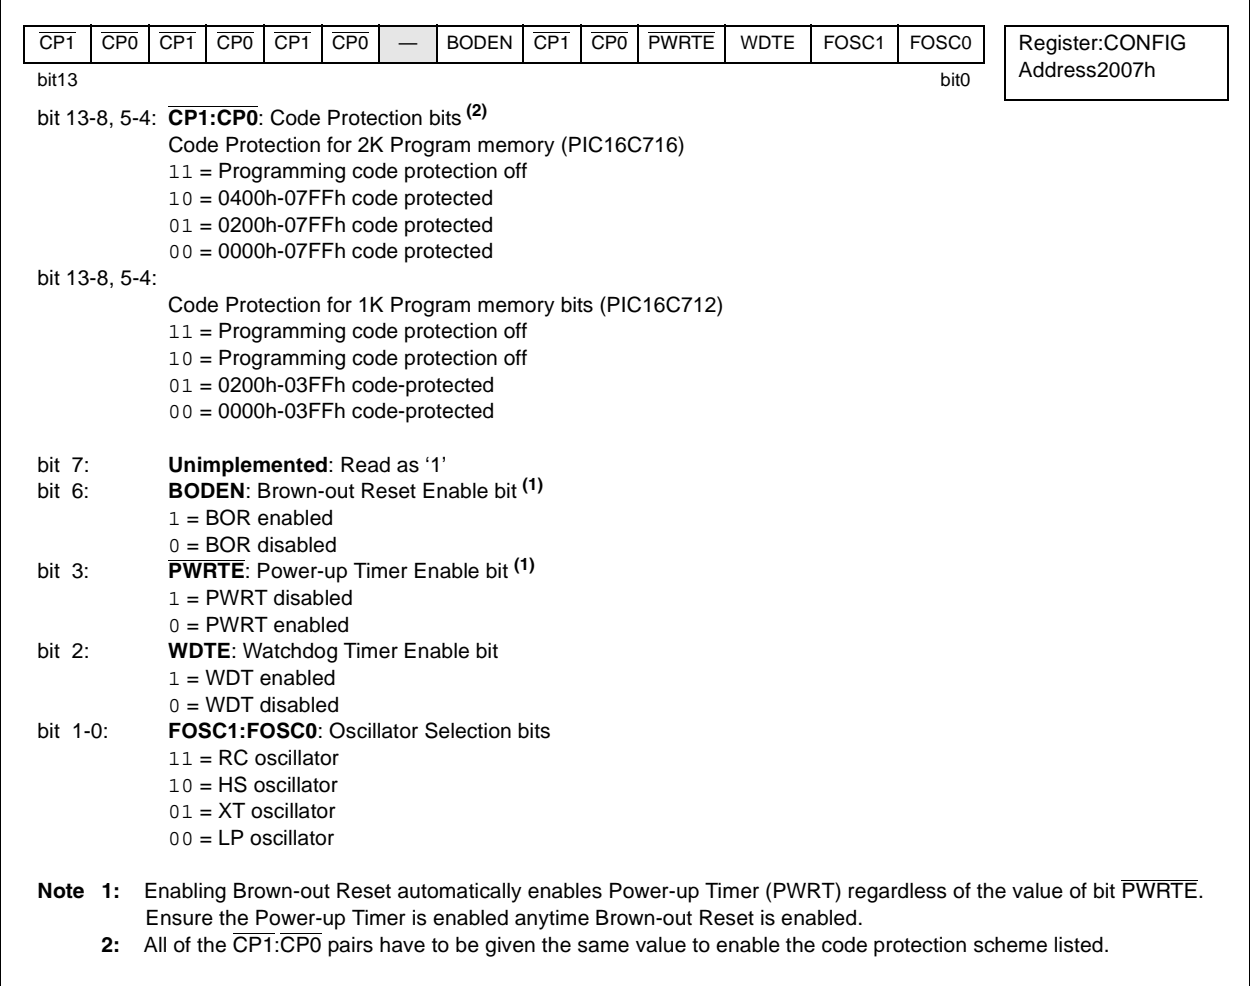 CP1 CP0 CP1 CP0 CP1 CP0 — BODEN CP1 CP0 PWRTE WDTE FOSC1 FOSC0
Register:CONFIG
Address2007h
bit13 bit0
bit 13-8, 5-4: CP1:CP0: Code Protection bits (2)
Code Protection for 2K Program memory (PIC16C716)
11 = Programming code protection off
10 = 0400h-07FFh code protected
01 = 0200h-07FFh code protected
00 = 0000h-07FFh code protected
bit 13-8, 5-4:
Code Protection for 1K Program memory bits (PIC16C712)
11 = Programming code protection off
10 = Programming code protection off
01 = 0200h-03FFh code-protected
00 = 0000h-03FFh code-protected
bit 7: Unimplemented: Read as ‘1’
bit 6: BODEN: Brown-out Reset Enable bit (1)
1 = BOR enabled
0 = BOR disabled
bit 3: PWRTE: Power-up Timer Enable bit (1)
1 = PWRT disabled
0 = PWRT enabled
bit 2: WDTE: Watchdog Timer Enable bit
1 = WDT enabled
0 = WDT disabled
bit 1-0: FOSC1:FOSC0: Oscillator Selection bits
11 = RC oscillator
10 = HS oscillator
01 = XT oscillator
00 = LP oscillator
Note 1: Enabling Brown-out Reset automatically enables Power-up Timer (PWRT) regardless of the value of bit PWRTE.
Ensure the Power-up Timer is enabled anytime Brown-out Reset is enabled.
2: All of the CP1:CP0 pairs have to be given the same value to enable the code protection scheme listed.